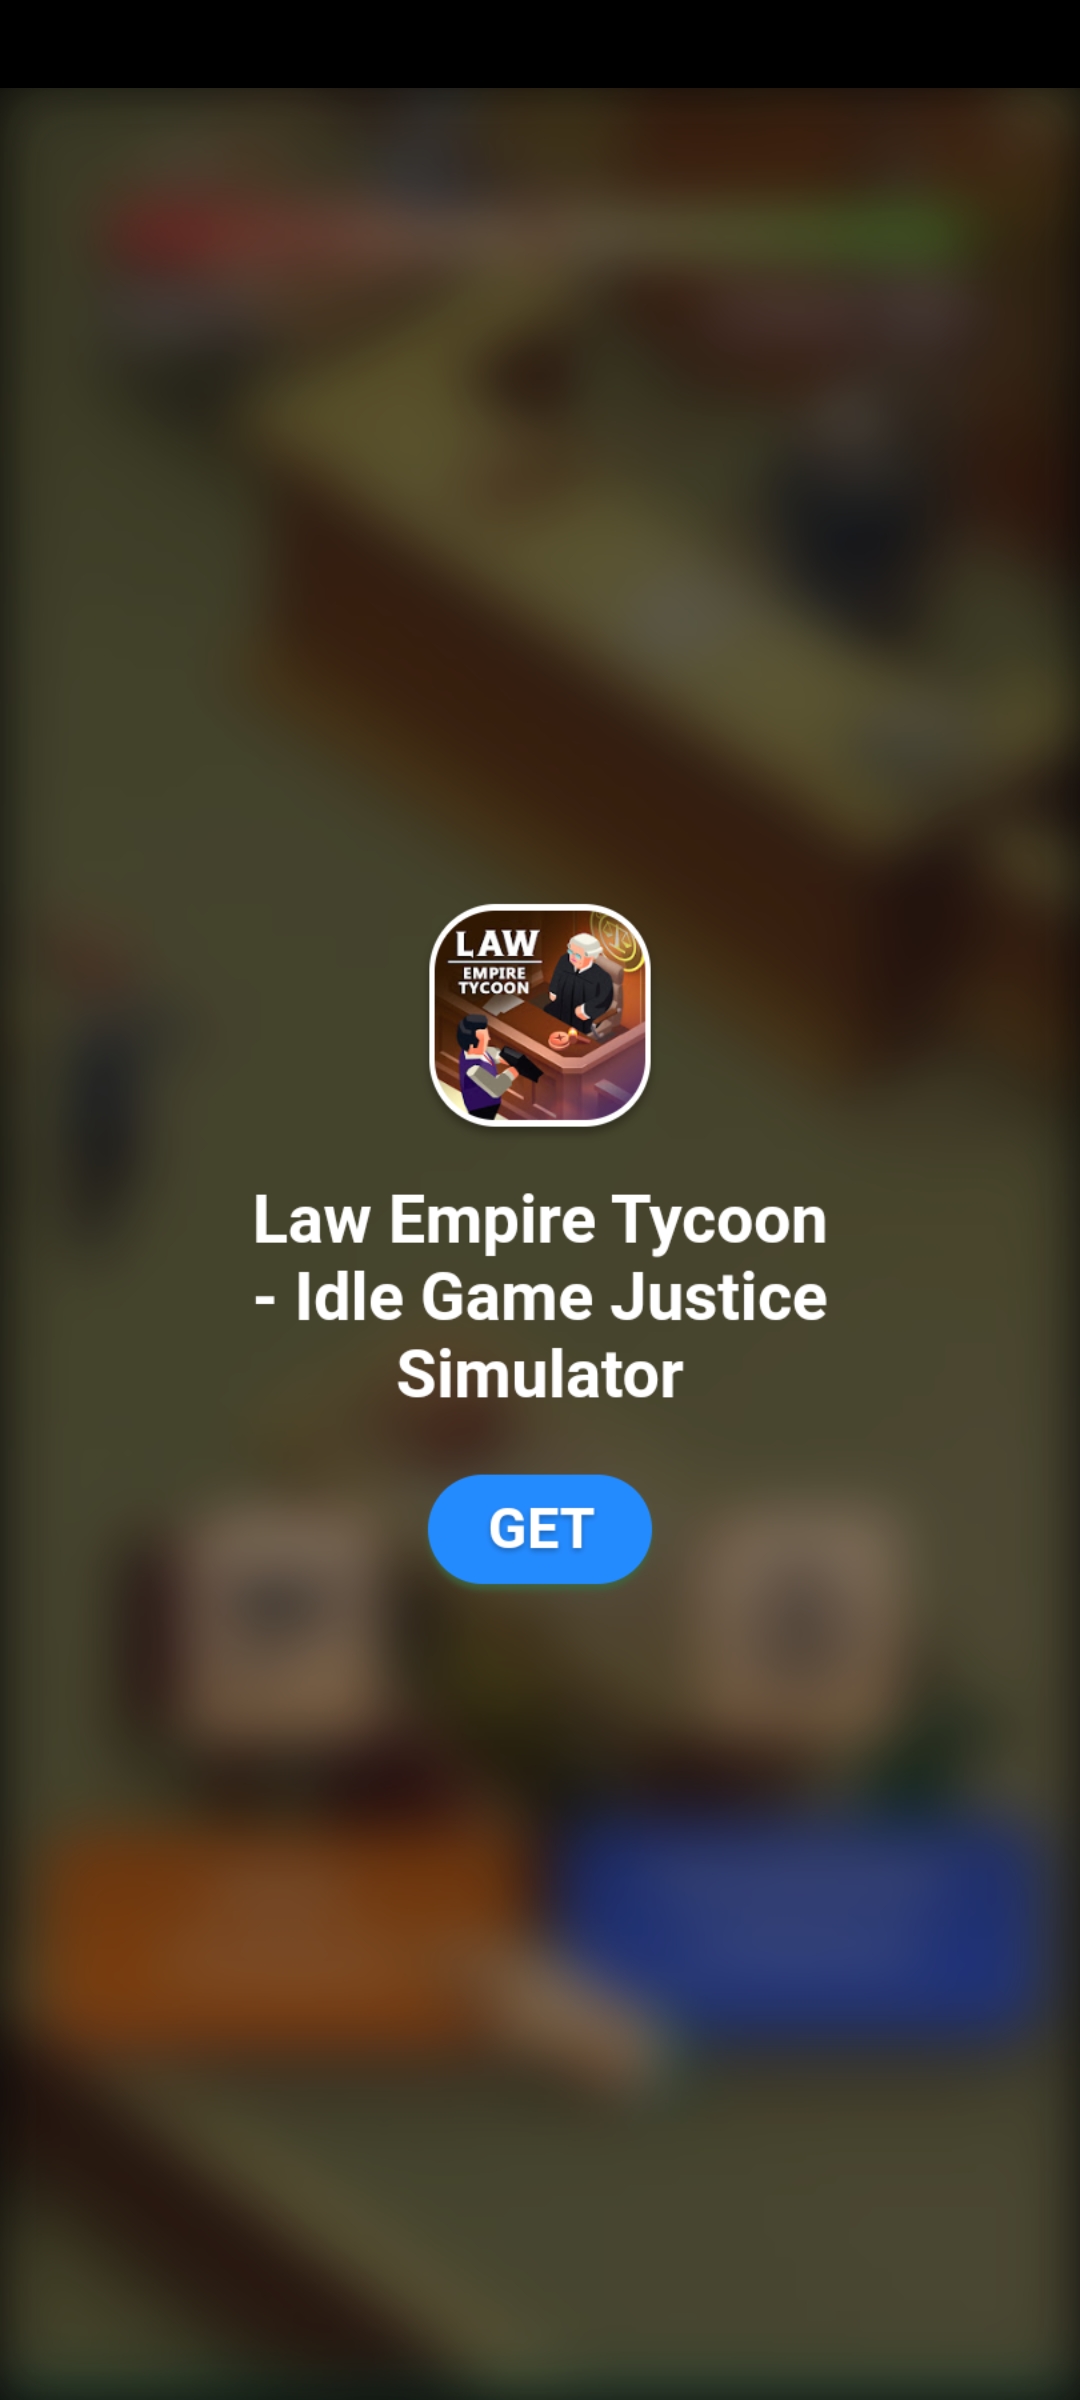 LAW
EMPIRE
TYCOON
Law Empire Tycoon
- Idle Game Justice
Simulator
GET